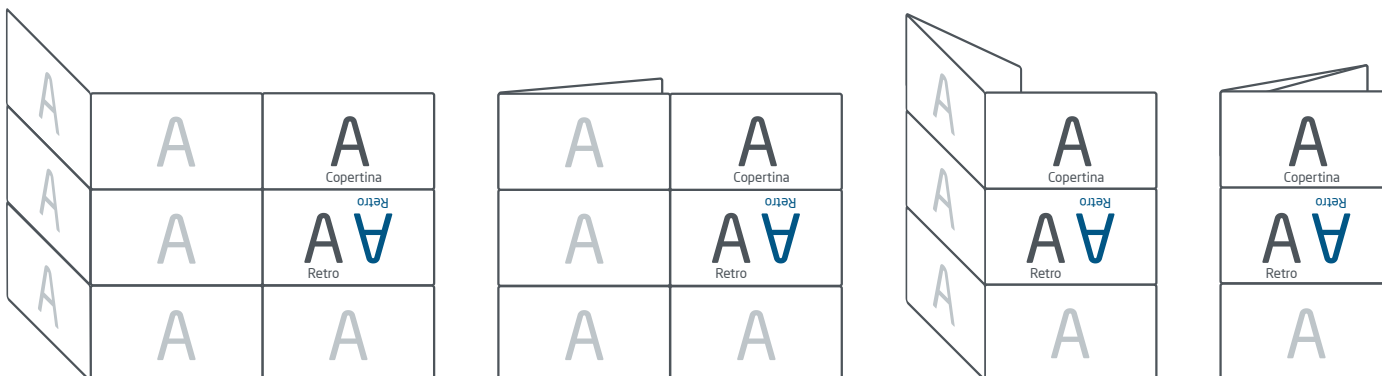 A A A A A A A A
Copertina Copertina Copertina Copertina
Retro Retro Retro Retro
A A A A A A A A A A A A
Retro Retro Retro Retro
A A A A A A A A